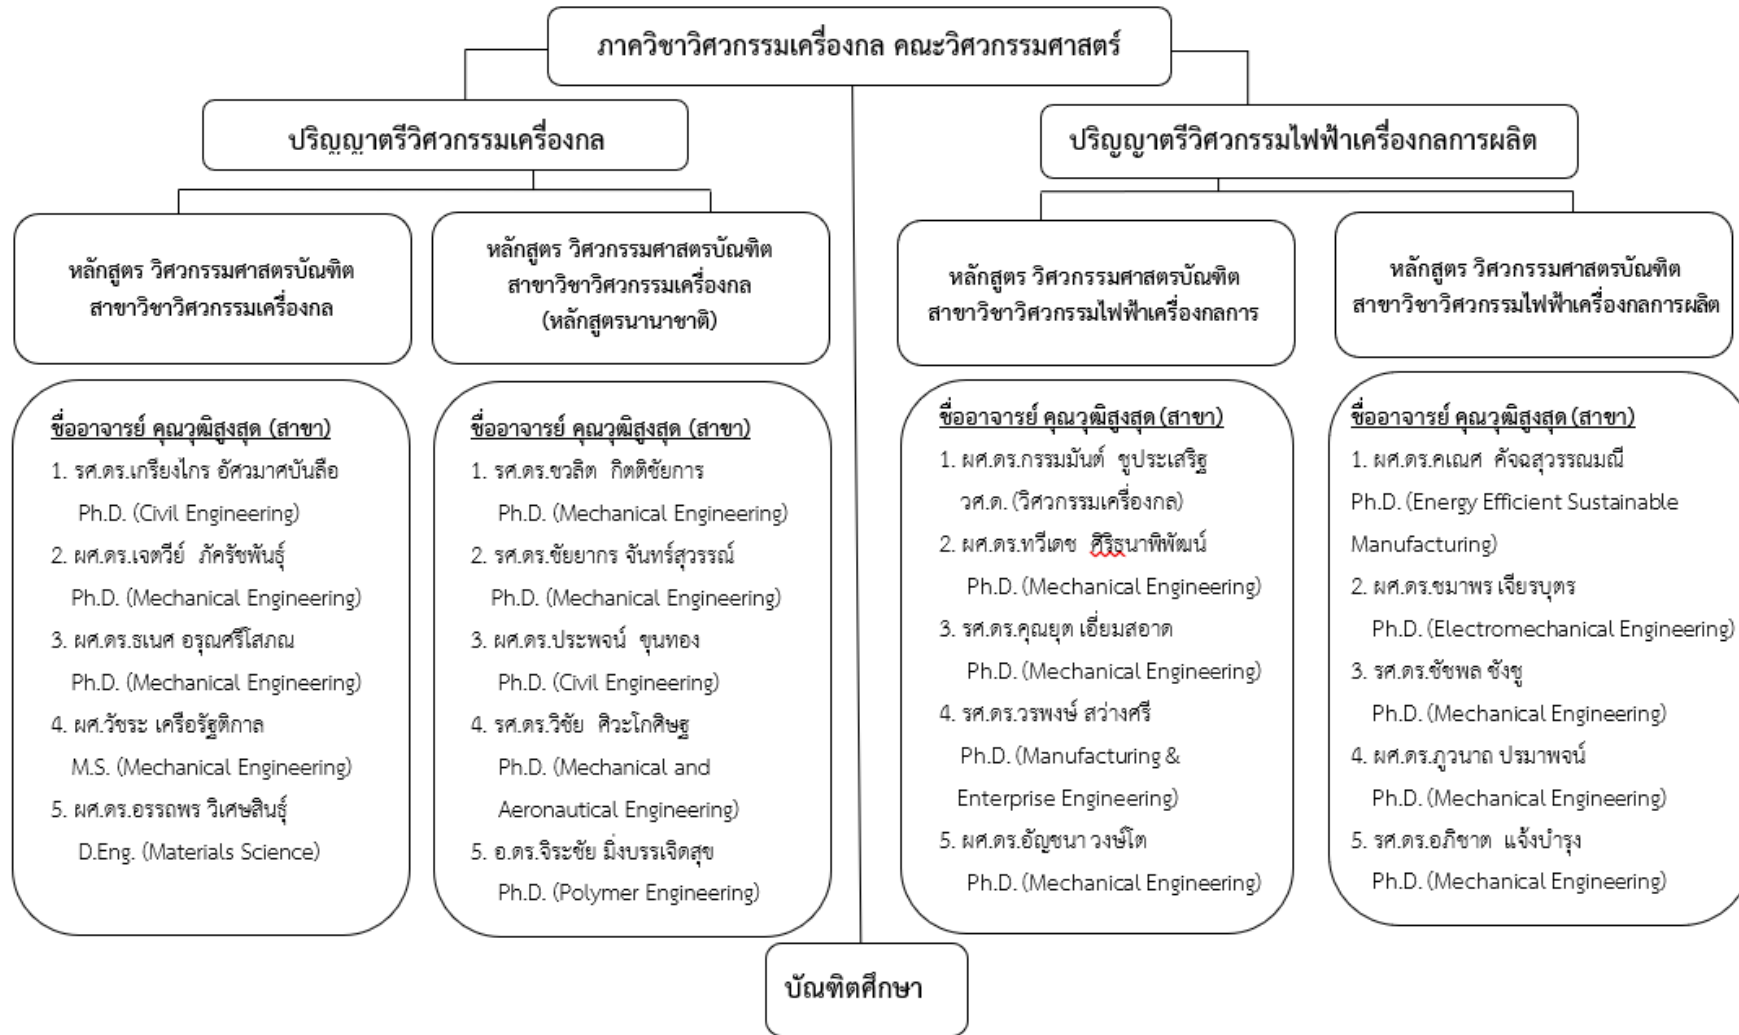 ภาควิชาวิศวกรรมเครื่องกล คณะวิศวกรรมศาสตร์
ปริญญาตรีวิศวกรรมเครื่องกล
ปริญญาตรีวิศวกรรมไฟฟ้าเครื่องกลการผลิต
หลักสูตร วิศวกรรมศาสตรบัณฑิต
สาขาวิชาวิศวกรรมเครื่องกล
หลักสูตร วิศวกรรมศาสตรบัณฑิต
สาขาวิชาวิศวกรรมเครื่องกล
(หลักสูตรนานาชาติ)
หลักสูตร วิศวกรรมศาสตรบัณฑิต
สาขาวิชาวิศวกรรมไฟฟ้าเครื่องกลการ
หลักสูตร วิศวกรรมศาสตรบัณฑิต
สาขาวิชาวิศวกรรมไฟฟ้าเครื่องกลการผลิต
ชื่ออาจารย์ คุณวุฒิสูงสุด (สาขา)
1. รศ.ดร.เกรียงไกร อัศวมาศบันลือ
Ph.D. (Civil Engineering)
2. ผศ.ดร.เจตวีย์ ภัครัชพันธุ์
Ph.D. (Mechanical Engineering)
3. ผศ.ดร.ธเนศ อรุณศรีโสภณ
Ph.D. (Mechanical Engineering)
4. ผศ.วัชระ เครือรัฐติกาล
M.S. (Mechanical Engineering)
5. ผศ.ดร.อรรถพร วิเศษสินธุ์
D.Eng. (Materials Science)
ชื่ออาจารย์ คุณวุฒิสูงสุด (สาขา)
1. รศ.ดร.ชวลิต กิตติชัยการ
Ph.D. (Mechanical Engineering)
2. รศ.ดร.ชัยยากร จันทร์สุวรรณ์
Ph.D. (Mechanical Engineering)
3. ผศ.ดร.ประพจน์ ขุนทอง
Ph.D. (Civil Engineering)
4. รศ.ดร.วิชัย ศิวะโกศิษฐ
Ph.D. (Mechanical and
Aeronautical Engineering)
5. อ.ดร.จิระชัย มิ่งบรรเจิดสุข
Ph.D. (Polymer Engineering)
ชื่ออาจารย์ คุณวุฒิสูงสุด (สาขา)
1. ผศ.ดร.กรรมมันต์ ชูประเสริฐ
วศ.ด. (วิศวกรรมเครื่องกล)
2. ผศ.ดร.ทวีเดช ศิริธนาพิพัฒน์
Ph.D. (Mechanical Engineering)
3. รศ.ดร.คุณยุต เอี่ยมสอาด
Ph.D. (Mechanical Engineering)
4. รศ.ดร.วรพงษ์ สว่างศรี
Ph.D. (Manufacturing &
Enterprise Engineering)
5. ผศ.ดร.อัญชนา วงษ์โต
Ph.D. (Mechanical Engineering)
ชื่ออาจารย์ คุณวุฒิสูงสุด (สาขา)
1. ผศ.ดร.คเณศ คัจฉสุวรรณมณี
Ph.D. (Energy Efficient Sustainable
Manufacturing)
2. ผศ.ดร.ชมาพร เจียรบุตร
Ph.D. (Electromechanical Engineering)
3. รศ.ดร.ชัชพล ชังชู
Ph.D. (Mechanical Engineering)
4. ผศ.ดร.ภูวนาถ ปรมาพจน์
Ph.D. (Mechanical Engineering)
5. รศ.ดร.อภิชาต แจ้งบำรุง
Ph.D. (Mechanical Engineering)
บัณฑิตศึกษา